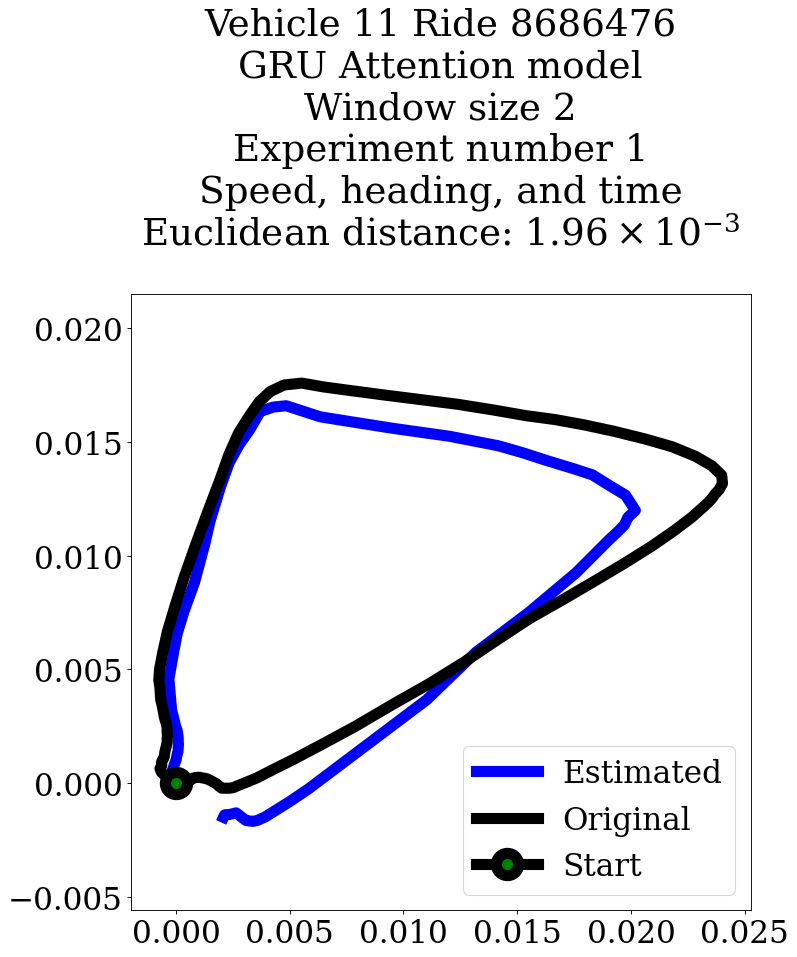 Vehicle 11 Ride 8686476
GRU Attention model
Window size 2
Experiment number 1
Speed, heading, and time
Euclidean distance: 1.96 × 10⁻³
0.020
0.015
0.010
0.005
0.000
−0.005
Estimated
Original
Start
0.000 0.005 0.010 0.015 0.020 0.025